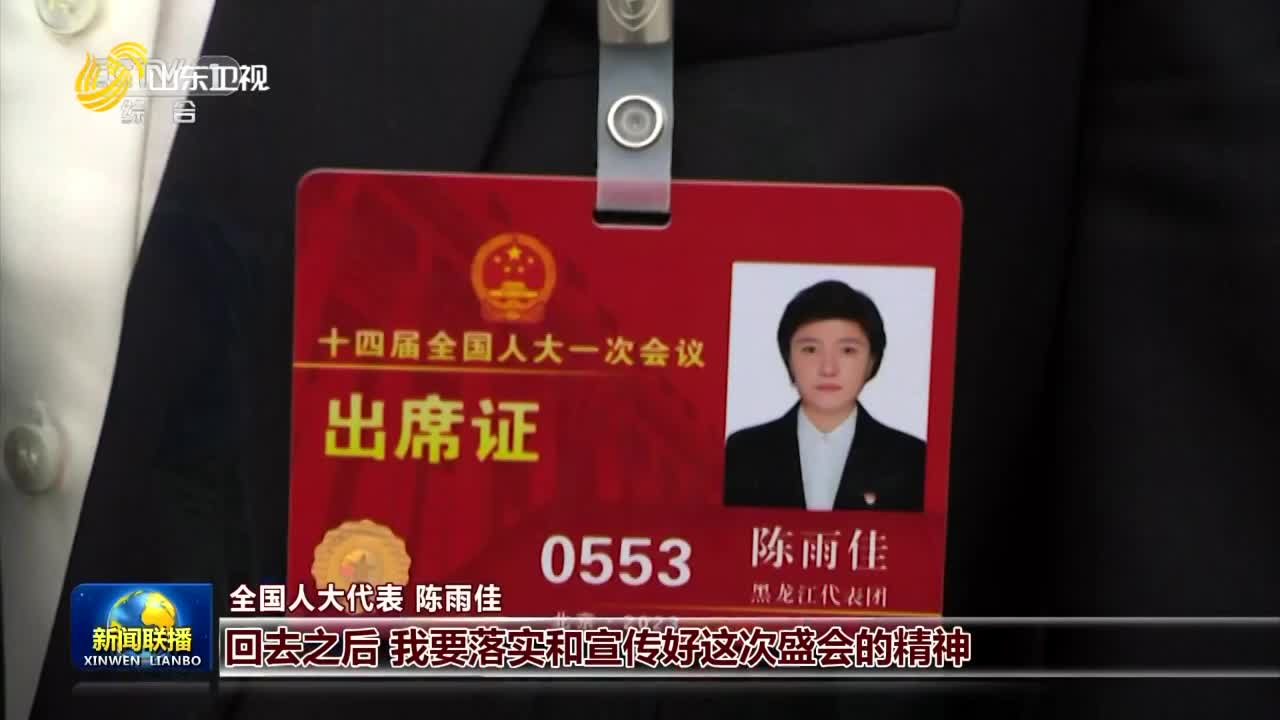 山东卫视
综合
十四届全国人大一次会议
出席证
0553
陈雨佳
黑龙江代表团
北京 2023
全国人大代表 陈雨佳
新闻联播
XINWEN LIANBO
回去之后 我要落实和宣传好这次盛会的精神